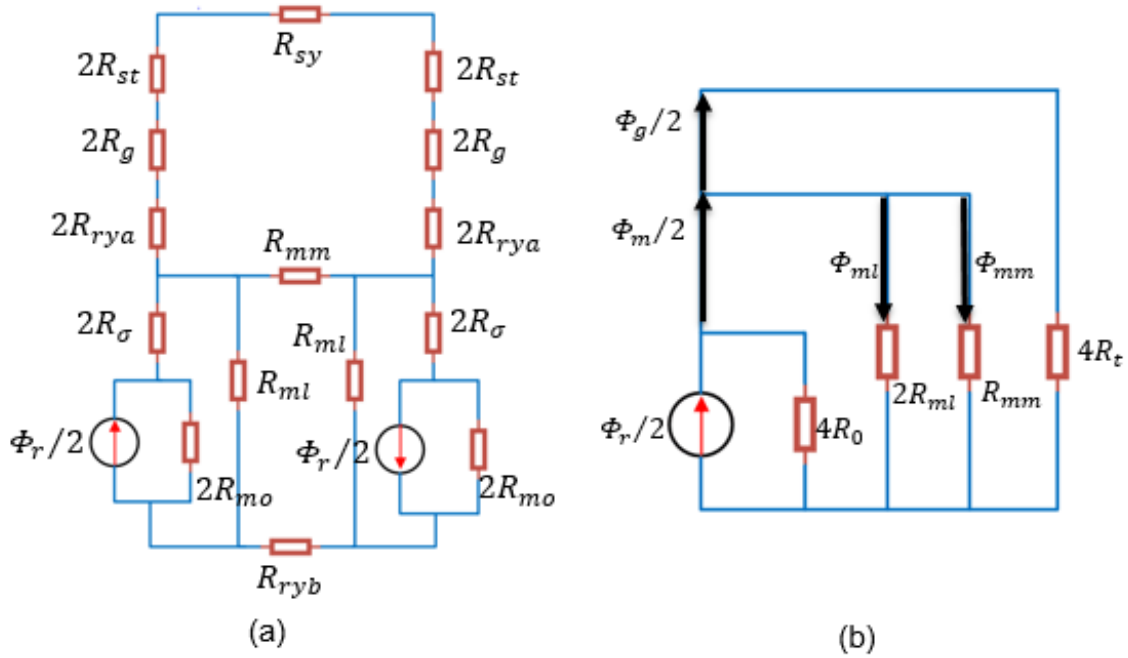 R_{sy}
2R_{st}
2R_{st}
2R_g
2R_g
2R_{rya}
2R_{rya}
R_{mm}
2R_σ
2R_σ
R_{ml}
R_{ml}
Φ_r/2
Φ_r/2
2R_{mo}
2R_{mo}
R_{ryb}
(a)
Φ_g/2
Φ_m/2
Φ_{ml}
Φ_{mm}
4R_t
2R_{ml}
R_{mm}
Φ_r/2
4R_0
(b)